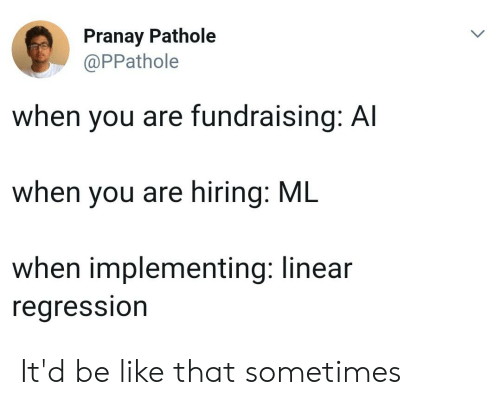 Pranay Pathole
@PPathole
when you are fundraising: AI
when you are hiring: ML
when implementing: linear
regression
It'd be like that sometimes